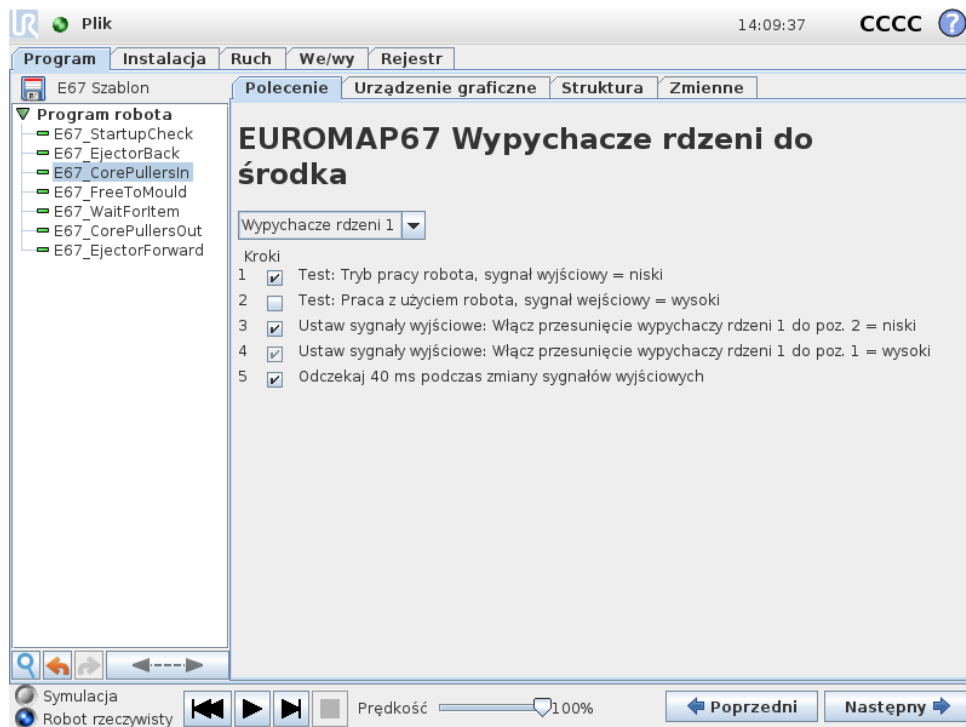 UR Plik 14:09:37 CCCC ?
Program Instalacja Ruch We/wy Rejestr
E67 Szablon
Program robota
E67_StartupCheck
E67_EjectorBack
E67_CorePullersIn
E67_FreeToMould
E67_WaitForItem
E67_CorePullersOut
E67_EjectorForward
Polecenie Urządzenie graficzne Struktura Zmienne
EUROMAP67 Wypychacze rdzeni do
środka
Wypychacze rdzeni 1
Kroki
1 Test: Tryb pracy robota, sygnał wyjściowy = niski
2 Test: Praca z użyciem robota, sygnał wejściowy = wysoki
3 Ustaw sygnały wyjściowe: Włącz przesunięcie wypychaczy rdzeni 1 do poz. 2 = niski
4 Ustaw sygnały wyjściowe: Włącz przesunięcie wypychaczy rdzeni 1 do poz. 1 = wysoki
5 Odczekaj 40 ms podczas zmiany sygnałów wyjściowych
Symulacja
Robot rzeczywisty
Prędkość 100%
Poprzedni Następny